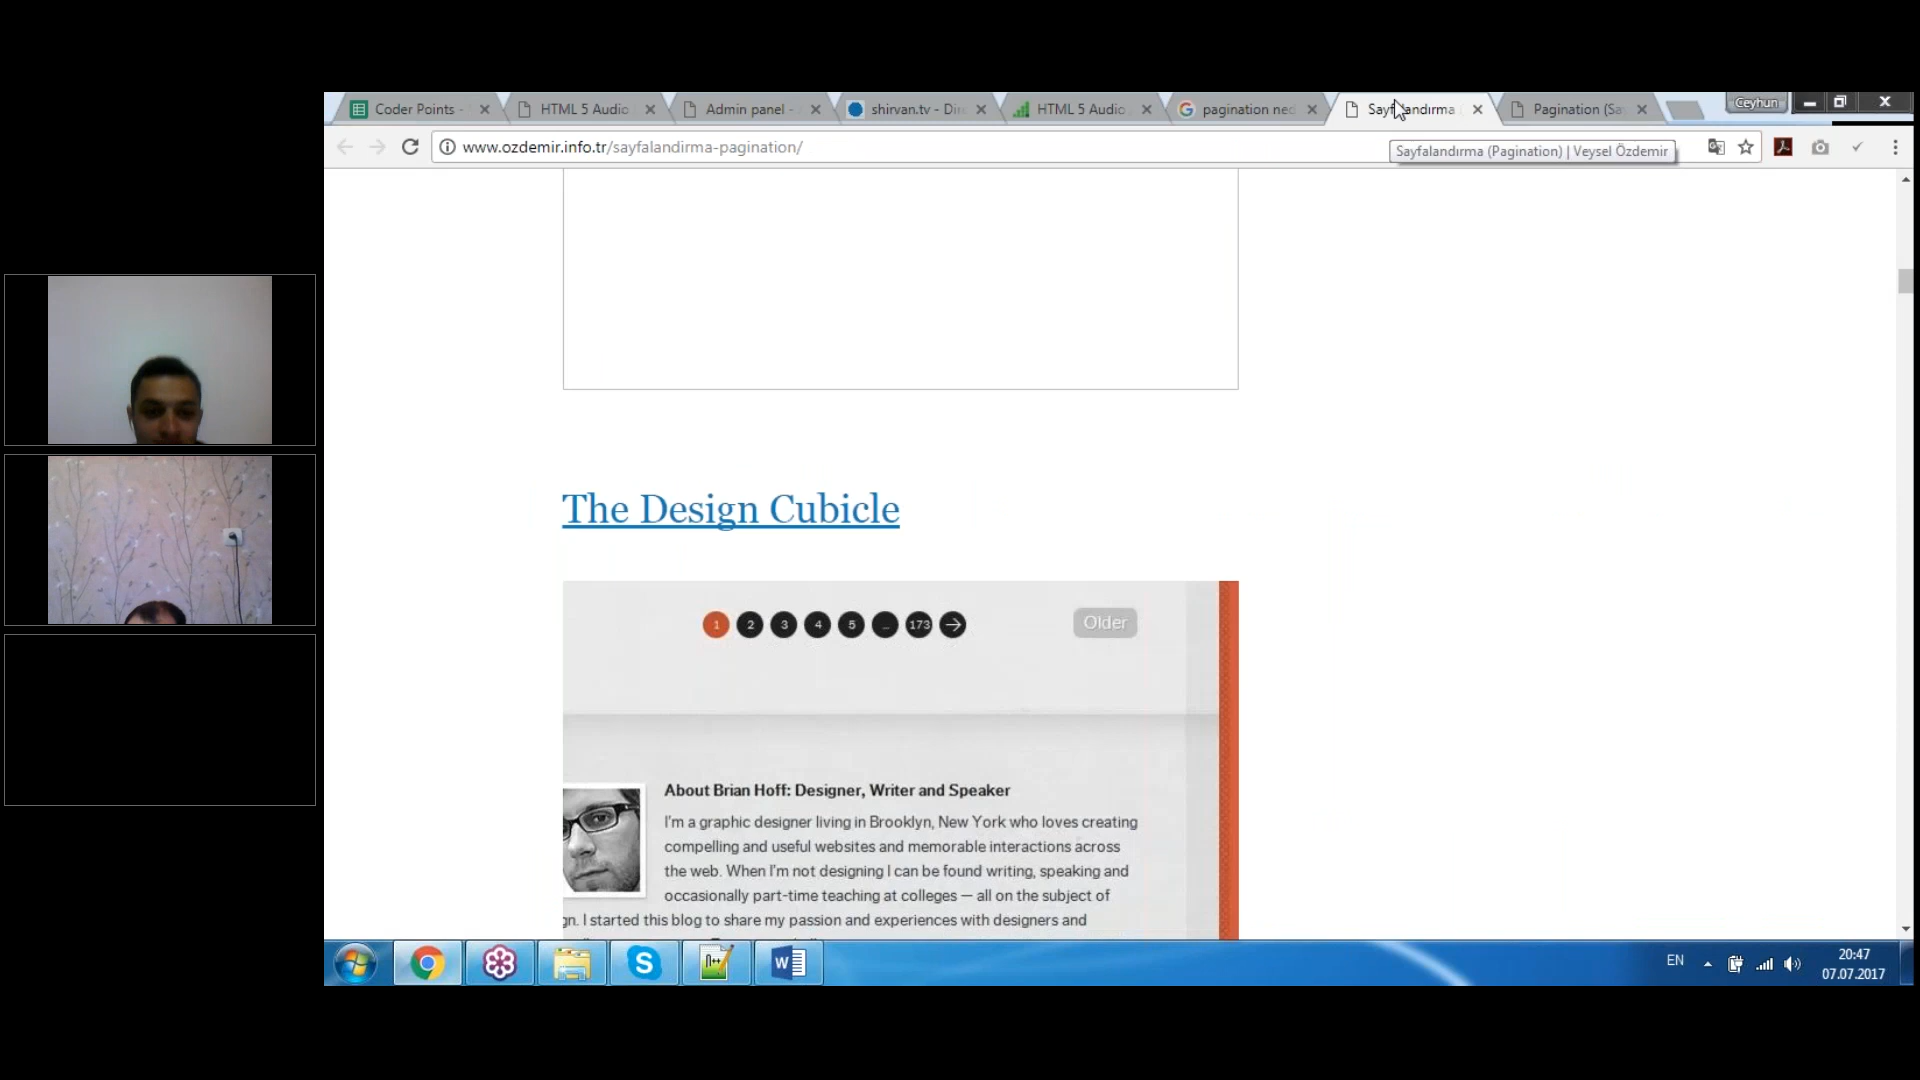 Coder Points -
HTML 5 Audio
Admin panel -
shirvan.tv - Di
HTML 5 Audio
pagination ned
Sayfalandırma
Pagination (Sa
Ceyhun
www.ozdemir.info.tr/sayfalandirma-pagination/
Sayfalandırma (Pagination) | Veysel Özdemir
The Design Cubicle
1 2 3 4 5 ... 173
Older
About Brian Hoff: Designer, Writer and Speaker
I'm a graphic designer living in Brooklyn, New York who loves creating
compelling and useful websites and memorable interactions across
the web. When I'm not designing I can be found writing, speaking and
occasionally part-time teaching at colleges — all on the subject of
gn. I started this blog to share my passion and experiences with designers and
EN
20:47
07.07.2017